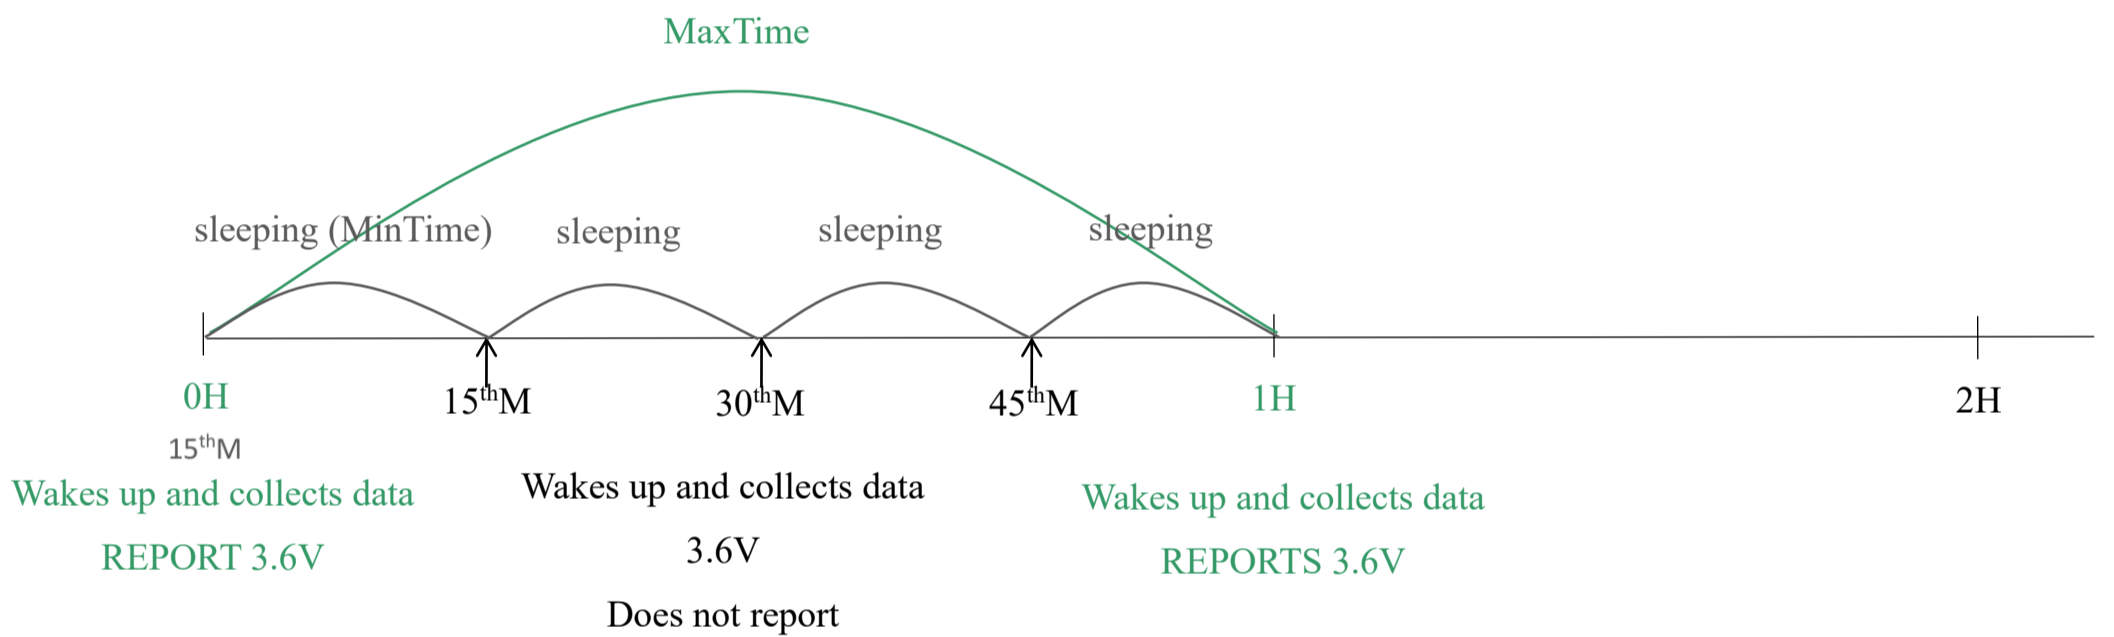 MaxTime
sleeping (MinTime) sleeping sleeping sleeping
0H 15thM 30thM 45thM 1H 2H
15thM
Wakes up and collects data
REPORT 3.6V
Wakes up and collects data
3.6V
Does not report
Wakes up and collects data
REPORTS 3.6V